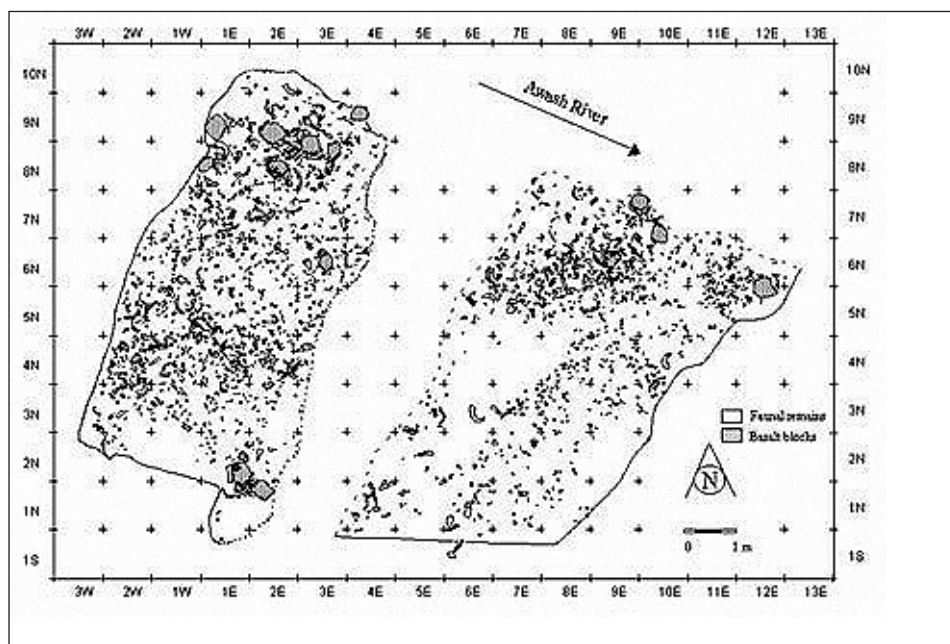 3W 2W 1W 1E 2E 3E 4E 5E 6E 7E 8E 9E 10E 11E 12E 13E
10N 10N
9N 9N
8N 8N
7N 7N
6N 6N
5N 5N
4N 4N
3N 3N
2N 2N
1N 1N
1S 1S
Awash River
Faunal remains
Basalt blocks
N
0 1 m
3W 2W 1W 1E 2E 3E 4E 5E 6E 7E 8E 9E 10E 11E 12E 13E